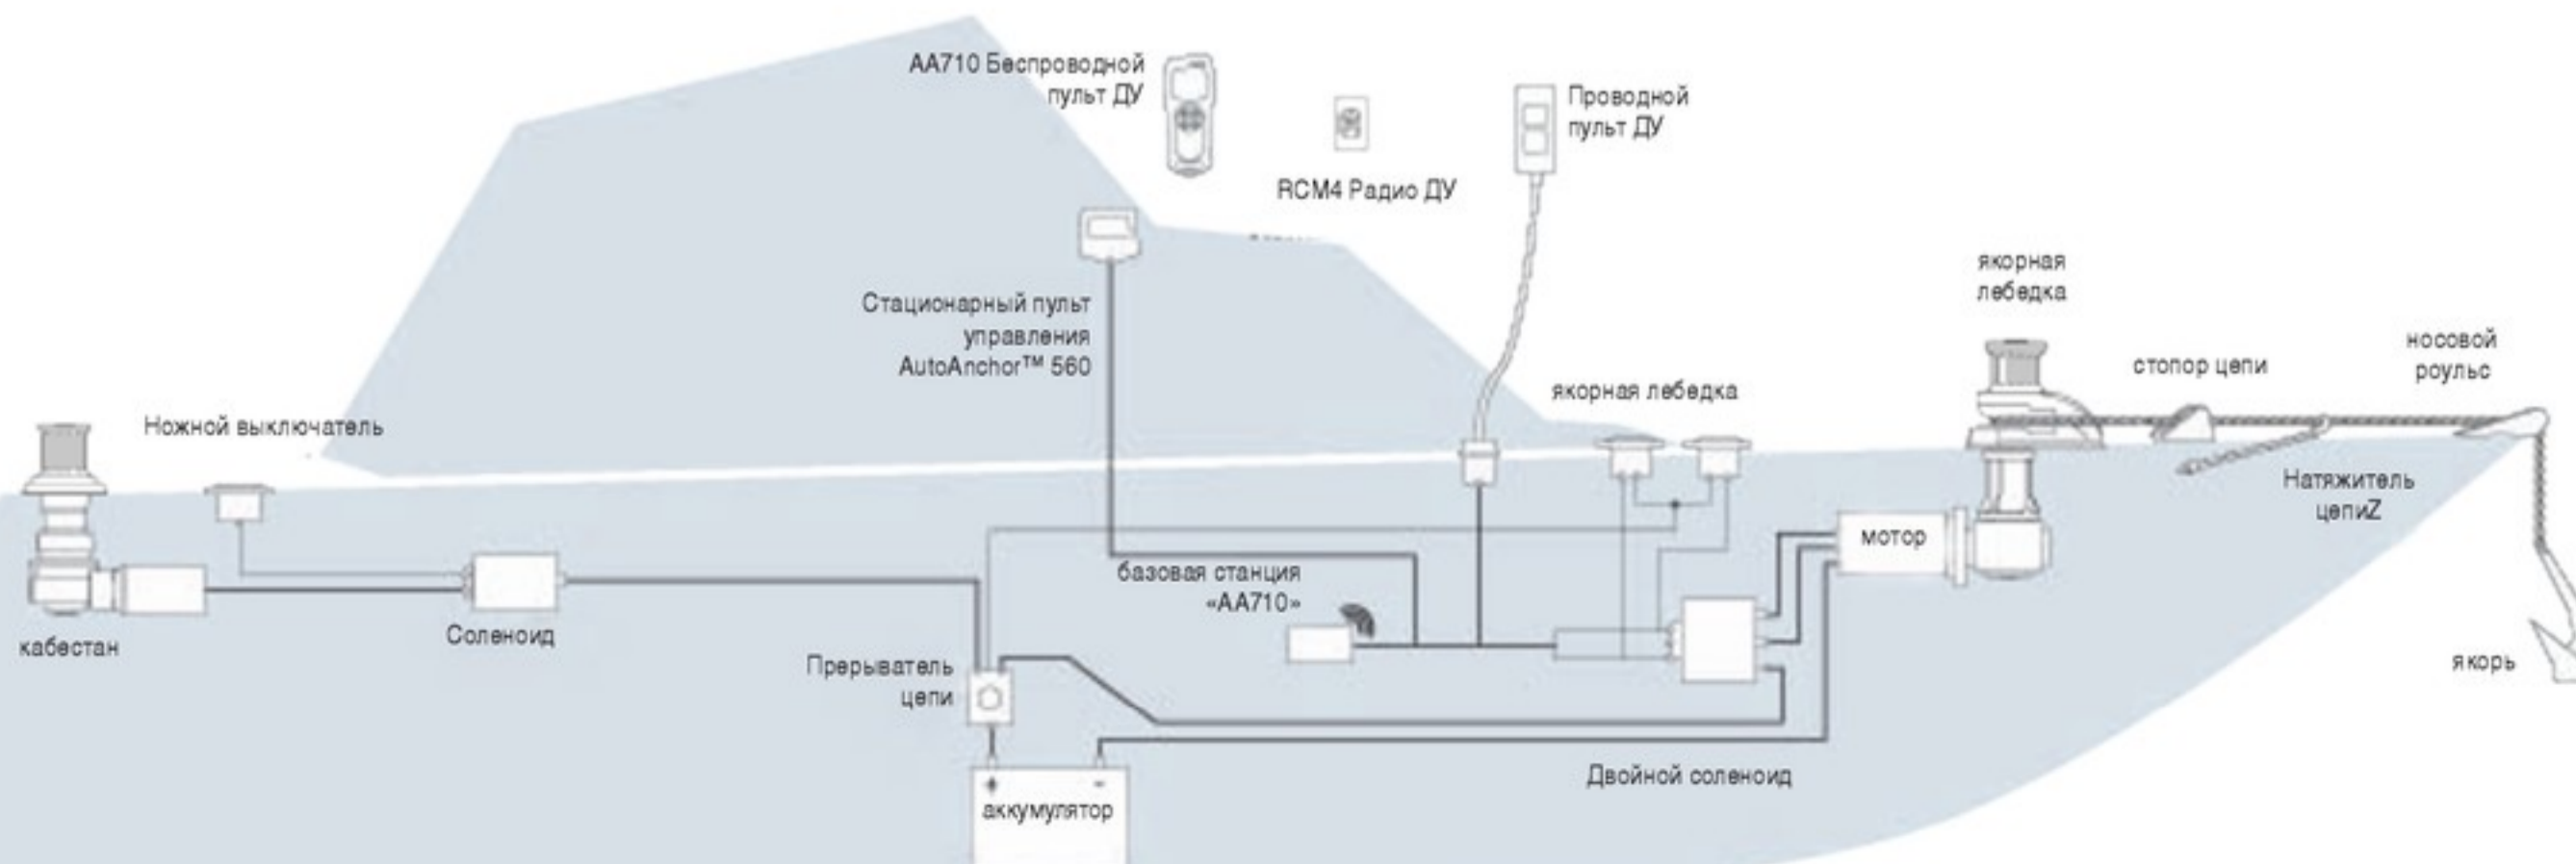 AA710 Беспроводной
пульт ДУ
RCM4 Радио ДУ
Проводной
пульт ДУ
Стационарный пульт
управления
AutoAnchor™ 560
якорная
лебедка
якорная лебедка
стопор цепи
носовой
роульс
Ножной выключатель
Натяжитель
цепиZ
мотор
базовая станция
«AA710»
кабестан
Соленоид
Прерыватель
цепи
якорь
Двойной соленоид
+
-
аккумулятор